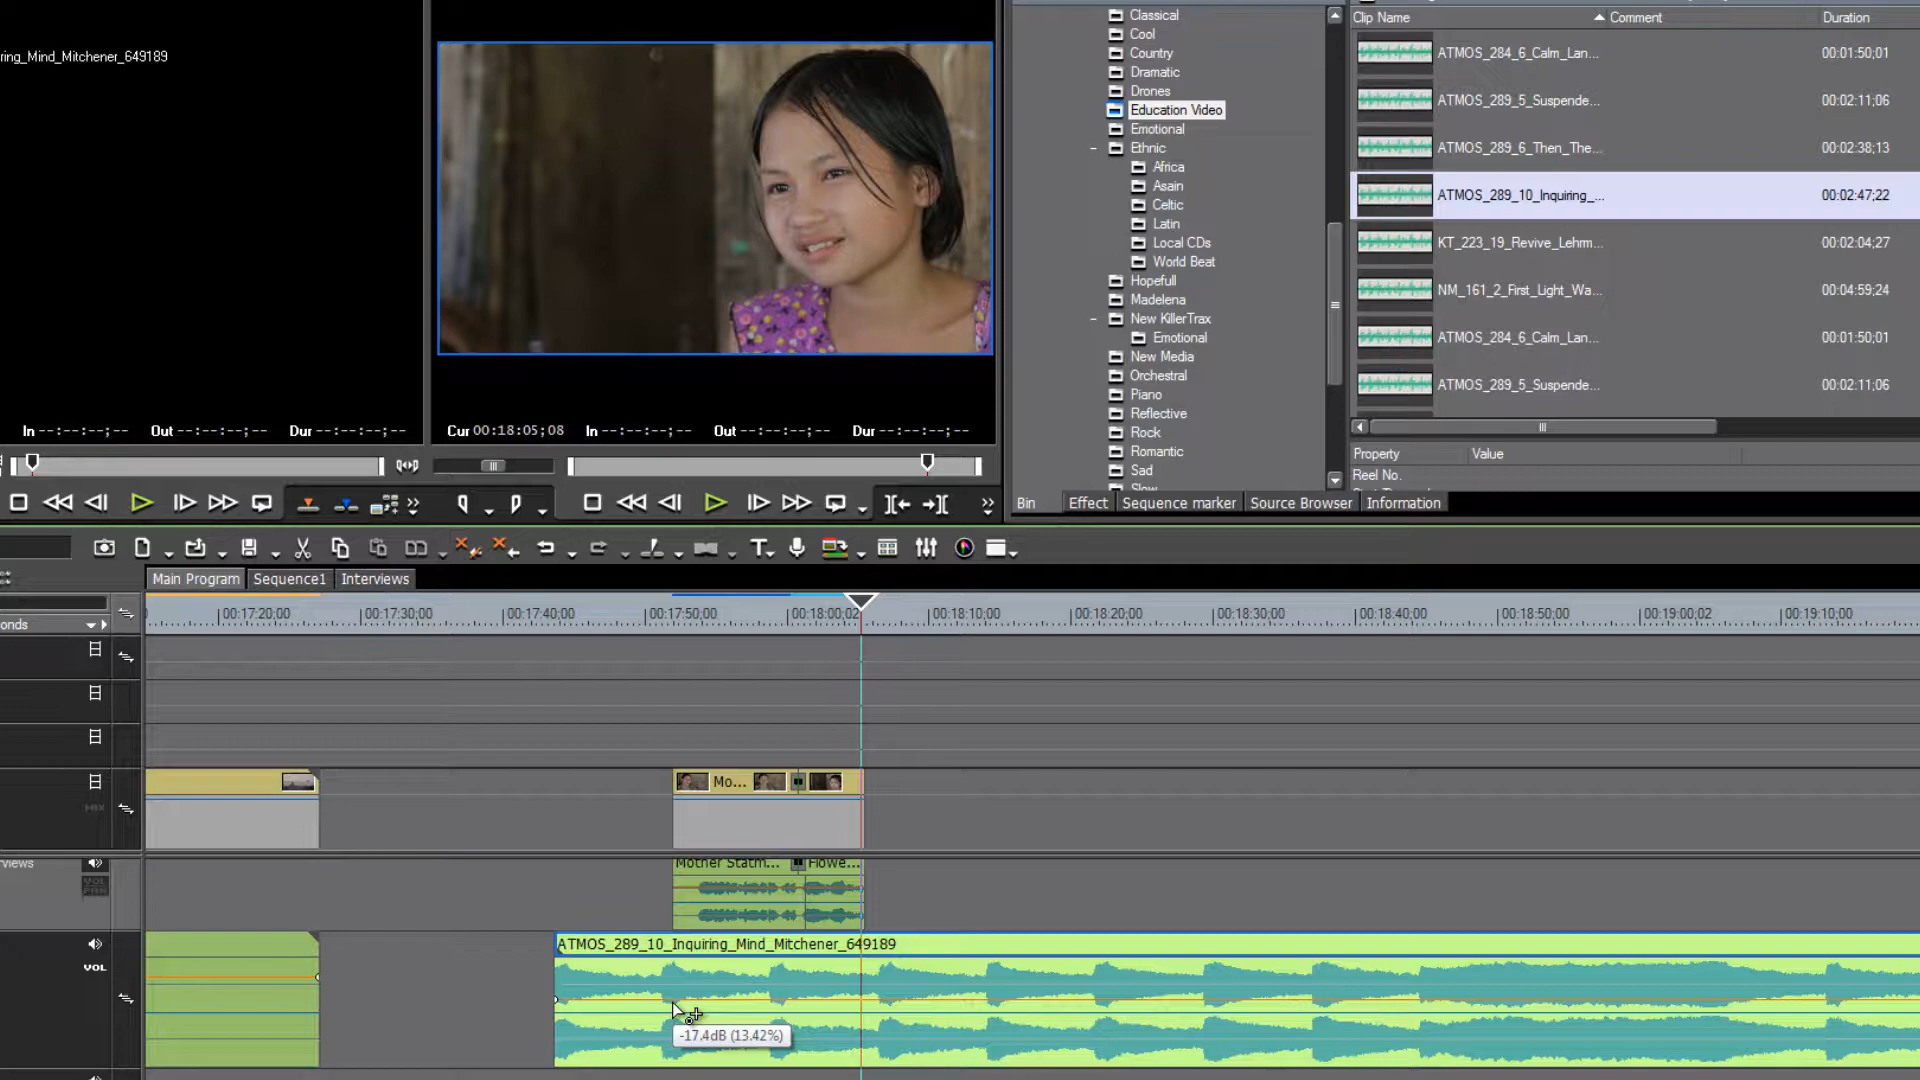 ring_Mind_Mitchener_649189
In --:--:--;--
Out --:--:--;--
Dur --:--:--;--
Cur 00:18:05;08
In --:--:--;--
Out --:--:--;--
Dur --:--:--;--
Classical
Cool
Country
Dramatic
Drones
Education Video
Emotional
Ethnic
Africa
Asain
Celtic
Latin
Local CDs
World Beat
Hopefull
Madelena
New KillerTrax
Emotional
New Media
Orchestral
Piano
Reflective
Rock
Romantic
Sad
Slow
Bin
Effect
Sequence marker
Source Browser
Information
Clip Name
Comment
Duration
ATMOS_284_6_Calm_Lan... 00:01:50;01
ATMOS_289_5_Suspende... 00:02:11;06
ATMOS_289_6_Then_The... 00:02:38;13
ATMOS_289_10_Inquiring_... 00:02:47;22
KT_223_19_Revive_Lehrm... 00:02:04;27
NM_161_2_First_Light_Wa... 00:04:59;24
ATMOS_284_6_Calm_Lan... 00:01:50;01
ATMOS_289_5_Suspende... 00:02:11;06
Property
Value
Reel No.
Main Program
Sequence1
Interviews
onds
00:17:20;00
00:17:30;00
00:17:40;00
00:17:50;00
00:18:00;02
00:18:10;00
00:18:20;00
00:18:30;00
00:18:40;00
00:18:50;00
00:19:00;02
00:19:10;00
MIX
Mo...
views
Mother Statm...
Flowe...
VOL
PAN
ATMOS_289_10_Inquiring_Mind_Mitchener_649189
VOL
-17.4dB (13.42%)